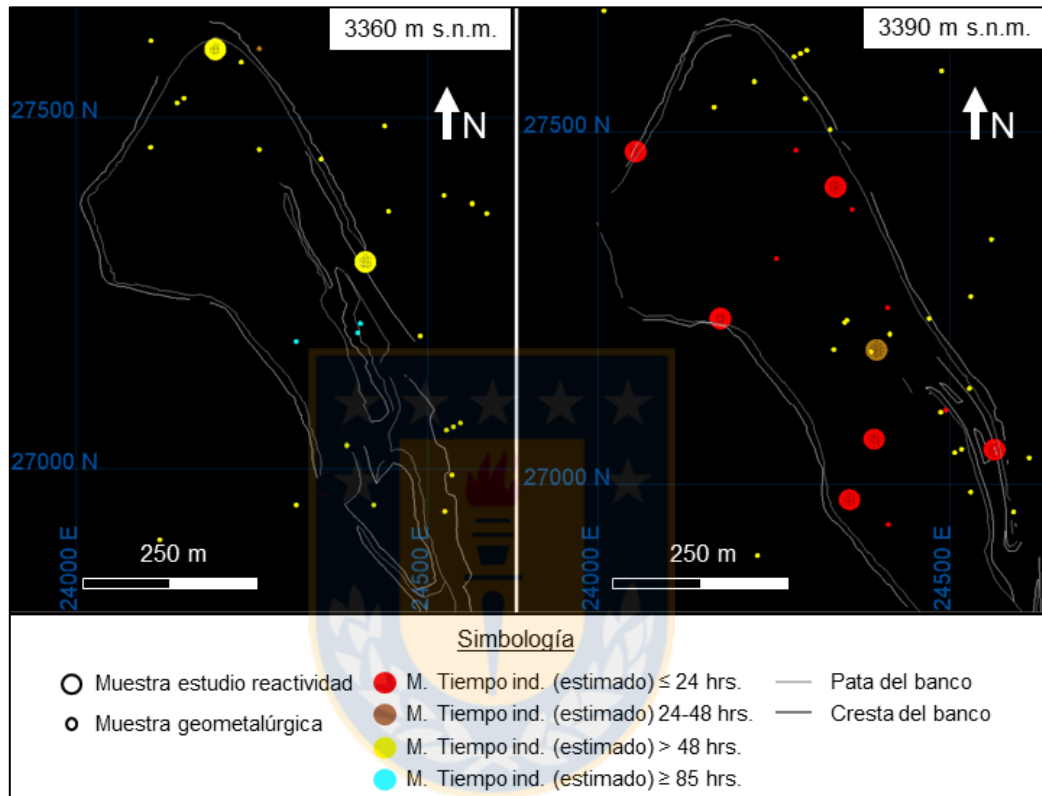 3360 m s.n.m.
N
27500 N
27000 N
24000 E
24500 E
250 m
3390 m s.n.m.
N
27500 N
27000 N
24000 E
24500 E
250 m
Simbología
Muestra estudio reactividad
Muestra geometalúrgica
M. Tiempo ind. (estimado) ≤ 24 hrs.
M. Tiempo ind. (estimado) 24-48 hrs.
M. Tiempo ind. (estimado) > 48 hrs.
M. Tiempo ind. (estimado) ≥ 85 hrs.
Pata del banco
Cresta del banco